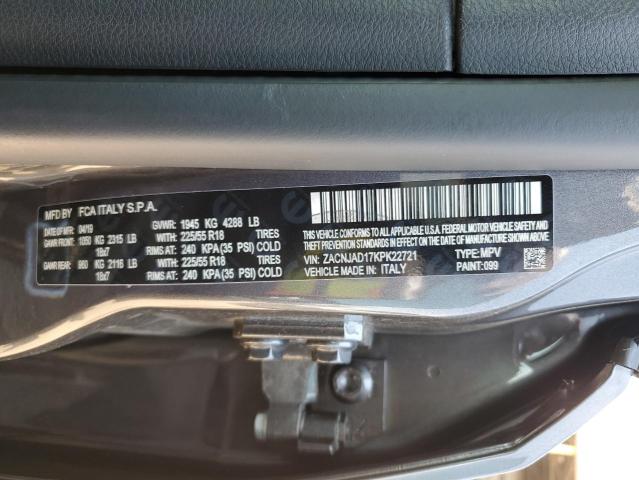 MFD BY FCA ITALY S.P.A.
DATE OF MFR: 04/19 GVWR: 1945 KG 4288 LB
GAWR FRONT: 1050 KG 2315 LB WITH: 225/55 R18 TIRES
18x7 RIMS AT: 240 KPA(35 PSI) COLD
GAWR REAR: 960 KG 2116 LB WITH: 225/55 R18 TIRES
18x7 RIMS AT: 240 KPA (35 PSI) COLD
THIS VEHICLE CONFORMS TO ALL APPLICABLE U.S.A. FEDERAL MOTOR VEHICLE SAFETY,
BUMPER, AND THEFT PREVENTION STANDARDS IN EFFECT ON THE
DATE OF MANUFACTURE SHOWN ABOVE.
VIN: ZACNJAD17KPK22721 TYPE: MPV
VEHICLE MADE IN: ITALY PAINT: 099